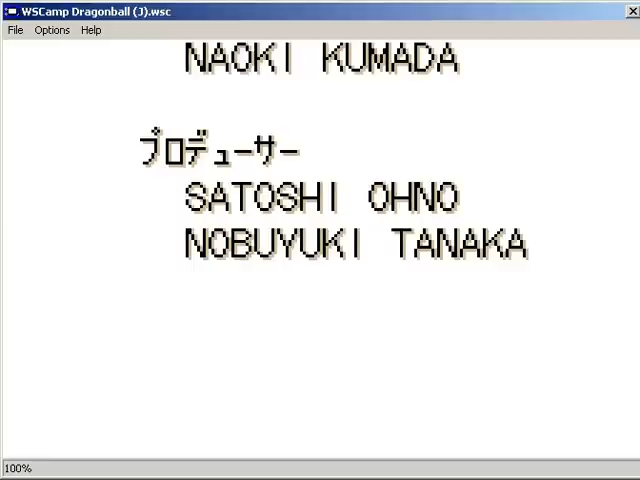 WSCamp Dragonball (J).wsc
File Options Help
NAOKI KUMADA
プロデューサー
SATOSHI OHNO
NOBUYUKI TANAKA
100%